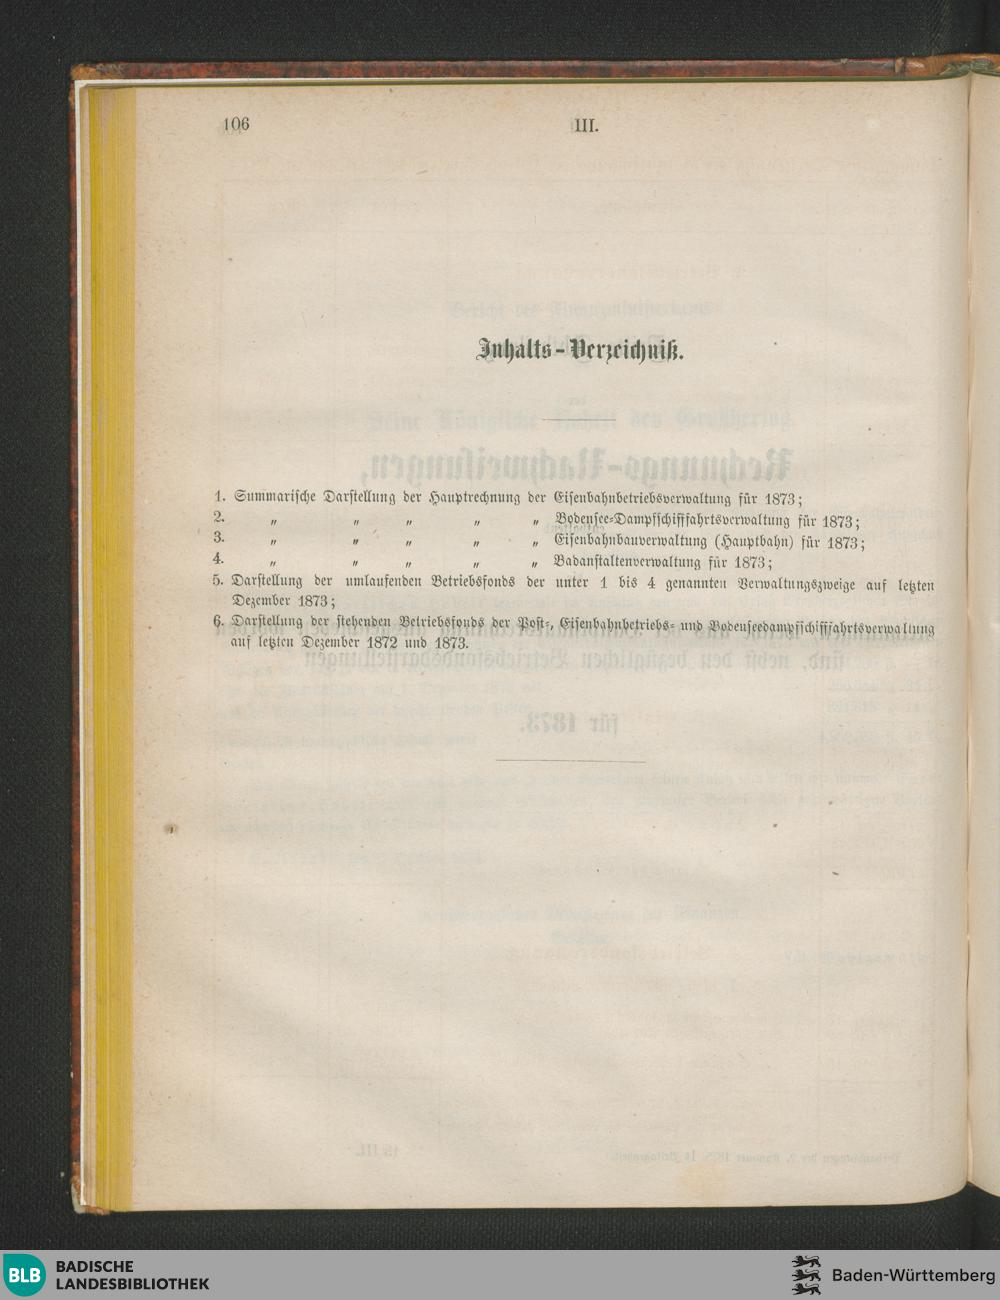 106
III.
Inhalts-Verzeichniß.
1. Summarische Darstellung der Hauptrechnung der Eisenbahnbetriebsverwaltung für 1873;
2. „ „ „ „ „ Bodensee-Dampfschifffahrtsverwaltung für 1873;
3. „ „ „ „ „ Eisenbahnbauverwaltung (Hauptbahn) für 1873;
4. „ „ „ „ „ Badanstaltenverwaltung für 1873;
5. Darstellung der umlaufenden Betriebsfonds der unter 1 bis 4 genannten Verwaltungszweige auf letzten
Dezember 1873;
6. Darstellung der stehenden Betriebsfonds der Post-, Eisenbahnbetriebs- und Bodenseedampfschifffahrtsverwaltung
auf letzten Dezember 1872 und 1873.
BLB BADISCHE
LANDESBIBLIOTHEK
Baden-Württemberg